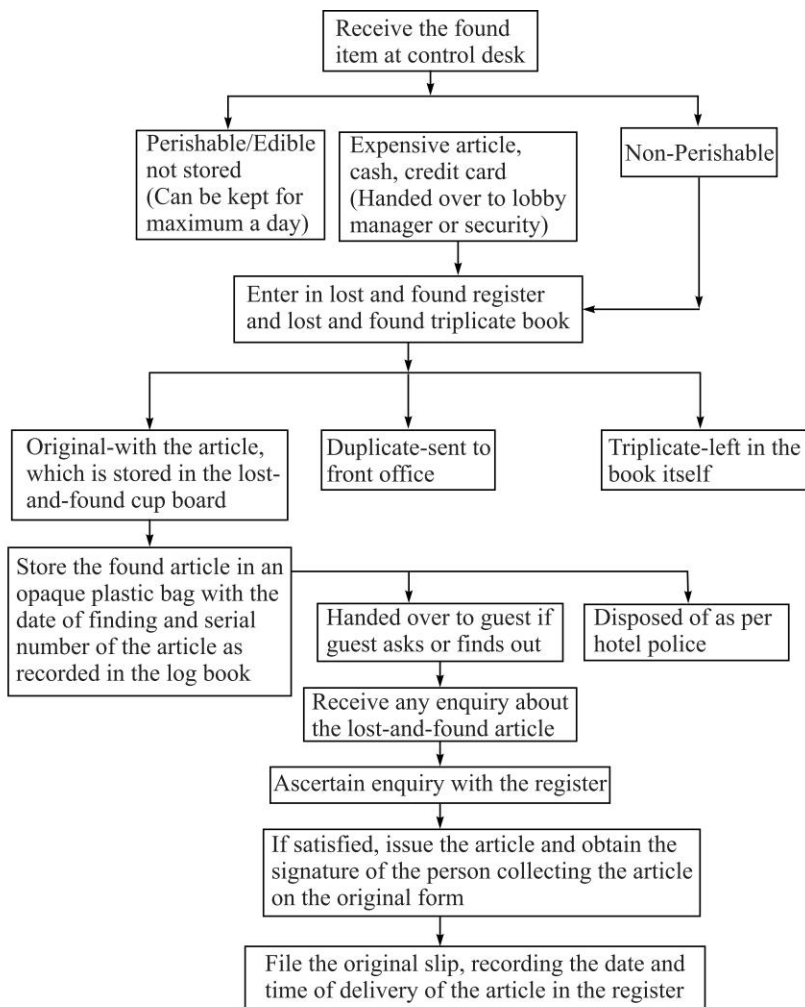 Receive the found
item at control desk
Perishable/Edible
not stored
(Can be kept for
maximum a day)
Expensive article,
cash, credit card
(Handed over to lobby
manager or security)
Non-Perishable
Enter in lost and found register
and lost and found triplicate book
Original-with the article,
which is stored in the lost-
and-found cup board
Duplicate-sent to
front office
Triplicate-left in the
book itself
Store the found article in an
opaque plastic bag with the
date of finding and serial
number of the article as
recorded in the log book
Handed over to guest if
guest asks or finds out
Disposed of as per
hotel police
Receive any enquiry about
the lost-and-found article
Ascertain enquiry with the register
If satisfied, issue the article and obtain the
signature of the person collecting the article
on the original form
File the original slip, recording the date and
time of delivery of the article in the register